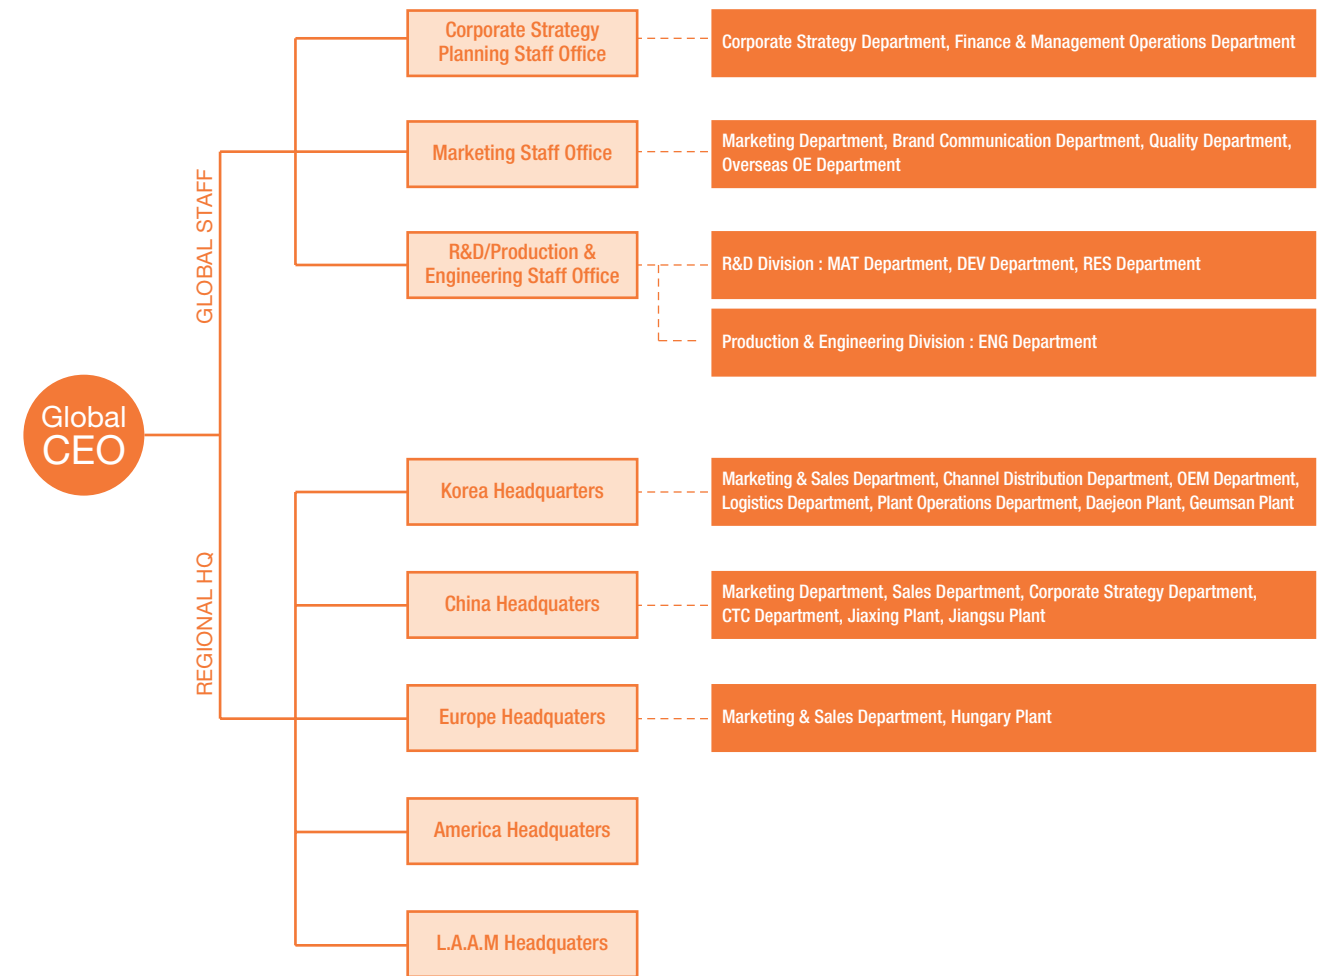 Corporate Strategy
Planning Staff Office
Corporate Strategy Department, Finance & Management Operations Department
Marketing Staff Office
Marketing Department, Brand Communication Department, Quality Department,
Overseas OE Department
GLOBAL STAFF
R&D/Production &
Engineering Staff Office
R&D Division : MAT Department, DEV Department, RES Department
Production & Engineering Division : ENG Department
Global
CEO
Korea Headquarters
Marketing & Sales Department, Channel Distribution Department, OEM Department,
Logistics Department, Plant Operations Department, Daejeon Plant, Geumsan Plant
REGIONAL HQ
China Headquaters
Marketing Department, Sales Department, Corporate Strategy Department,
CTC Department, Jiaxing Plant, Jiangsu Plant
Europe Headquaters
Marketing & Sales Department, Hungary Plant
America Headquaters
L.A.A.M Headquaters